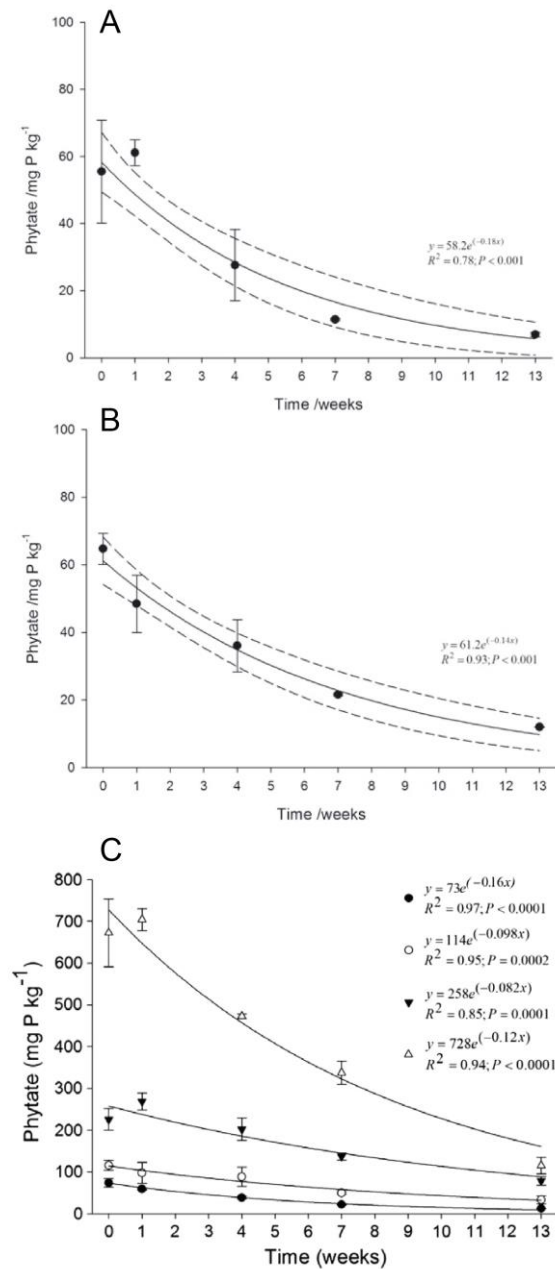 A
100
80
60
40
20
0
Phytate /mg P kg⁻¹
y = 58.2e^(−0.18x)
R² = 0.78; P < 0.001
0 1 2 3 4 5 6 7 8 9 10 11 12 13
Time /weeks
B
100
80
60
40
20
0
Phytate /mg P kg⁻¹
y = 61.2e^(−0.14x)
R² = 0.93; P < 0.001
0 1 2 3 4 5 6 7 8 9 10 11 12 13
Time /weeks
C
800
700
600
500
400
300
200
100
0
Phytate (mg P kg⁻¹)
y = 73e^(−0.16x)
R² = 0.97; P < 0.0001
y = 114e^(−0.098x)
R² = 0.95; P = 0.0002
y = 258e^(−0.082x)
R² = 0.85; P = 0.0001
y = 728e^(−0.12x)
R² = 0.94; P < 0.0001
0 1 2 3 4 5 6 7 8 9 10 11 12 13
Time (weeks)